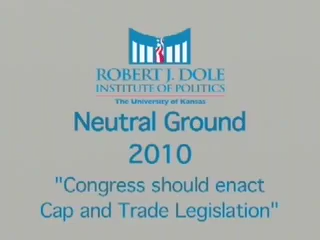 ROBERT J. DOLE
INSTITUTE OF POLITICS
The University of Kansas
Neutral Ground
2010
"Congress should enact
Cap and Trade Legislation"